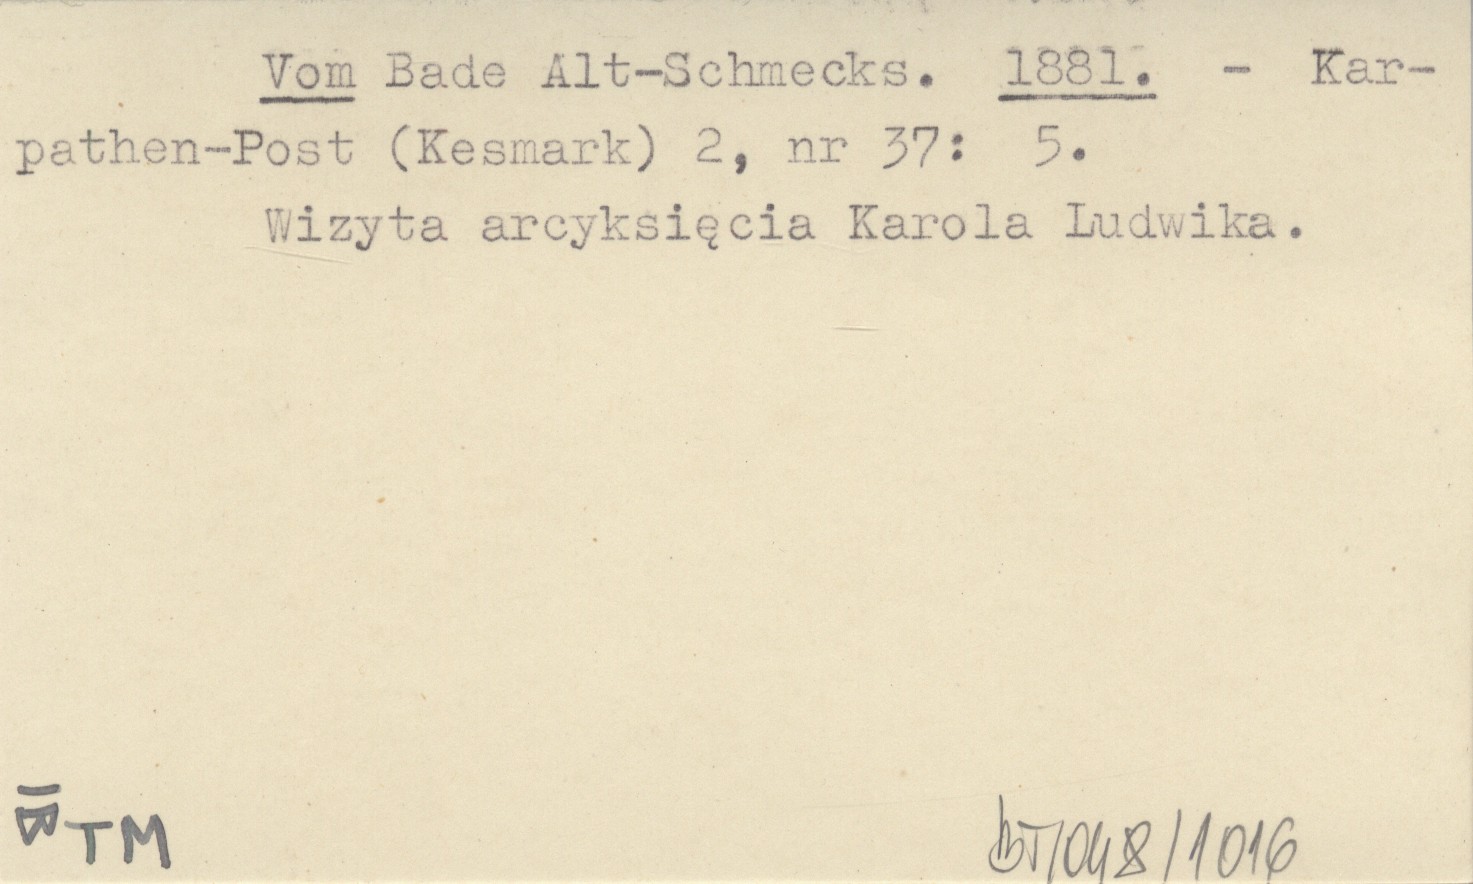 Vom Bade Alt-Schmecks. 1881. - Kar-
pathen-Post (Kesmark) 2, nr 37: 5.
Wizyta arcyksięcia Karola Ludwika.
TM
BT/048/1016